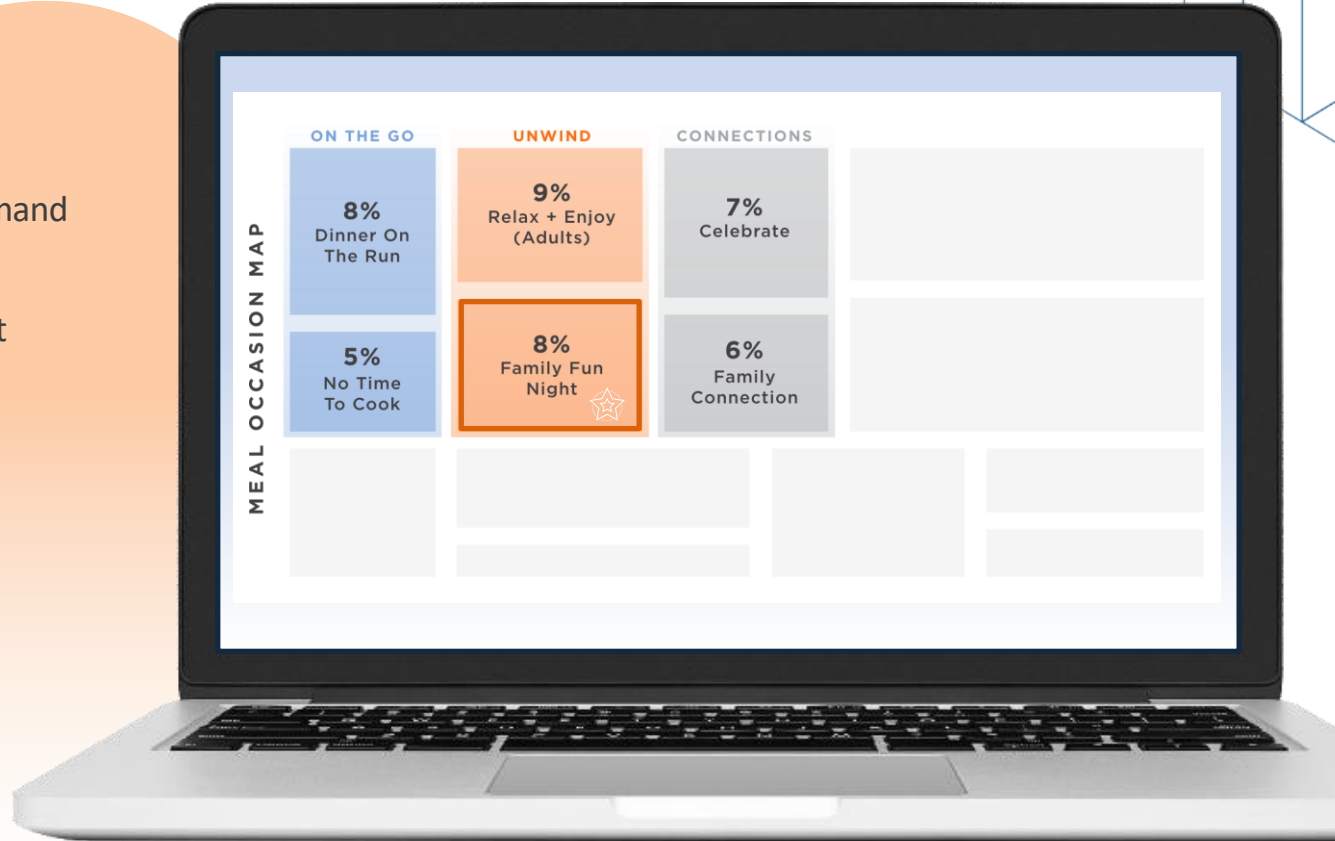 mand
t
MEAL OCCASION MAP
ON THE GO
8%
Dinner On
The Run
5%
No Time
To Cook
UNWIND
9%
Relax + Enjoy
(Adults)
8%
Family Fun
Night
CONNECTIONS
7%
Celebrate
6%
Family
Connection